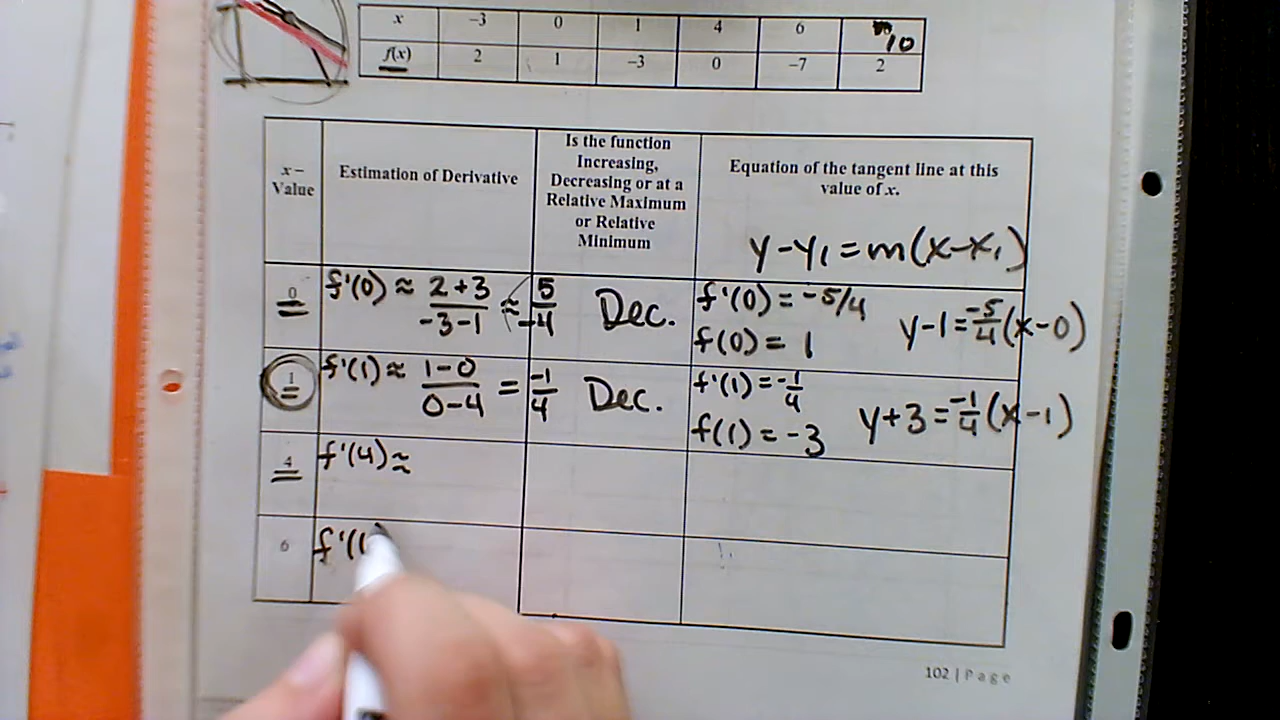 x −3 0 1 4 6 10
f(x) 2 1 −3 0 −7 2
x – Value
Estimation of Derivative
Is the function Increasing, Decreasing or at a Relative Maximum or Relative Minimum
Equation of the tangent line at this value of x.
y-y₁ = m(x-x₁)
0 f'(0) ≈ 2+3 / -3-1 ≈ 5/-4 Dec. f'(0) = -5/4 y-1 = -5/4 (x-0)
f(0) = 1
1 f'(1) ≈ 1-0 / 0-4 = -1/4 Dec. f'(1) = -1/4 y+3 = -1/4 (x-1)
f(1) = -3
4 f'(4) ≈
6 f'(
102 | Page